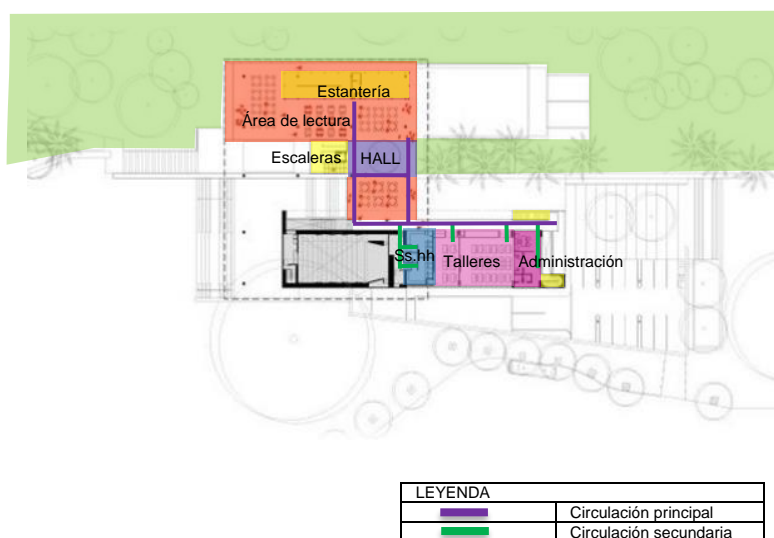 Estantería
Área de lectura
Escaleras
HALL
Ss.hh
Talleres
Administración
LEYENDA
Circulación principal
Circulación secundaria